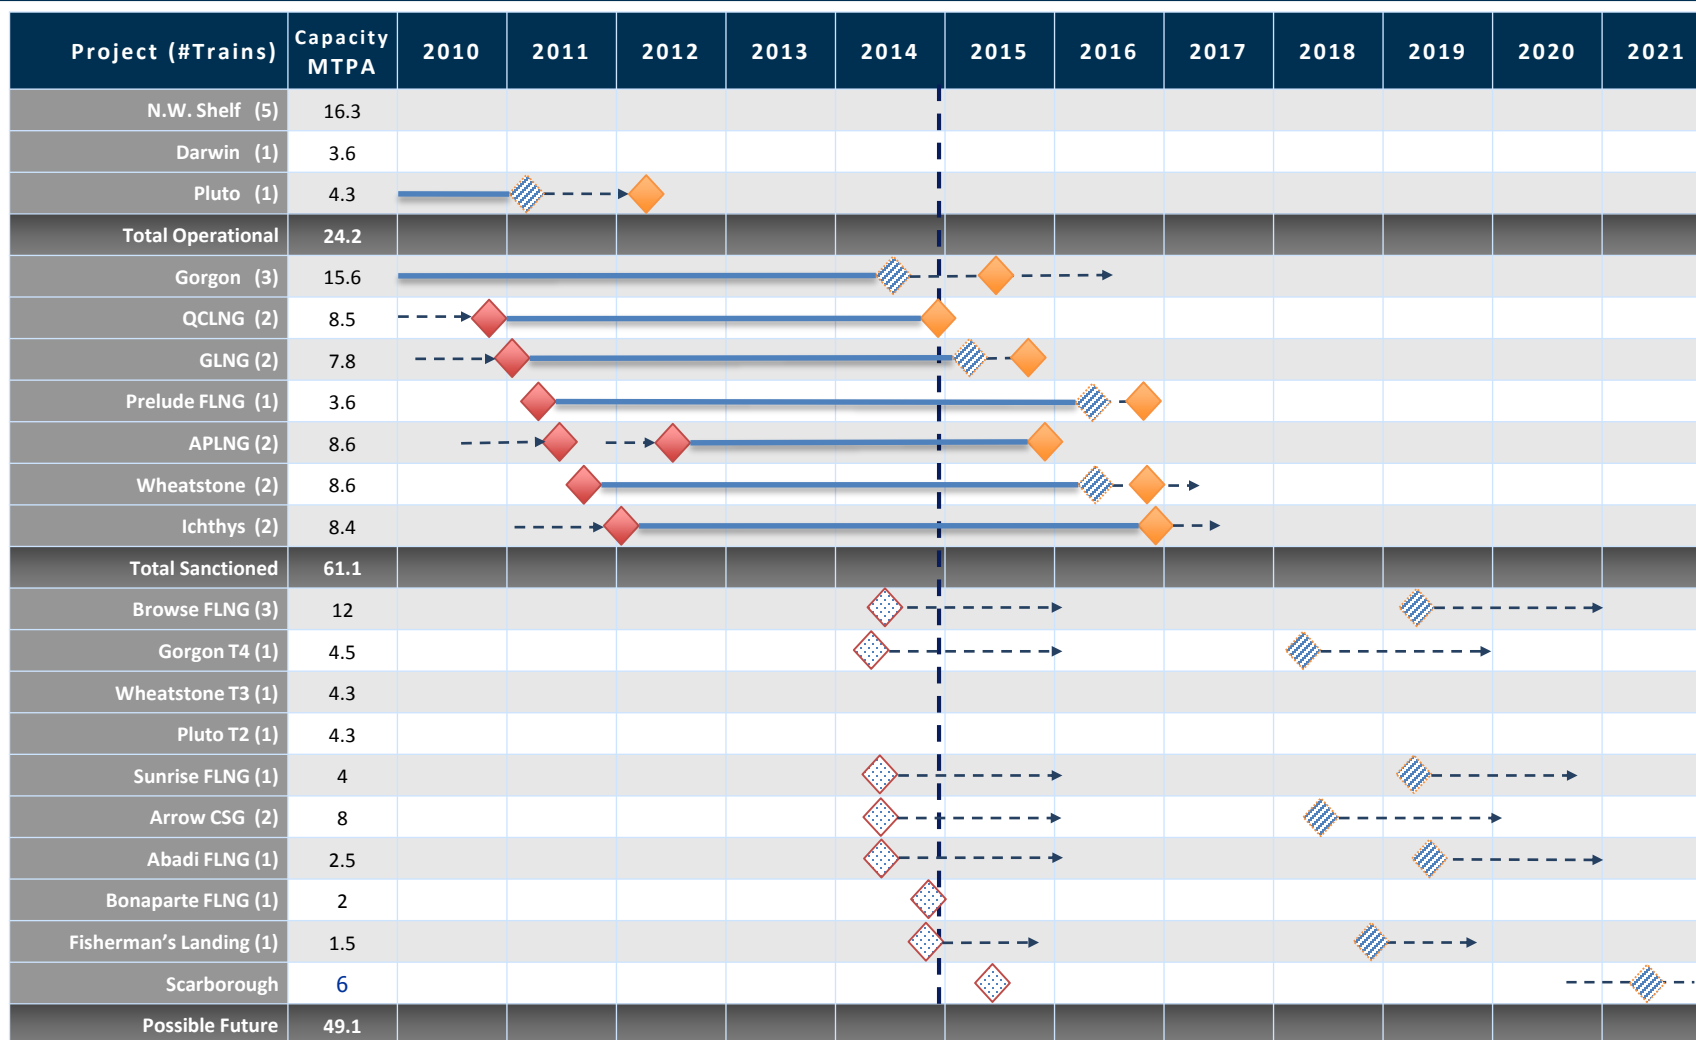 Project (#Trains) Capacity MTPA 2010 2011 2012 2013 2014 2015 2016 2017 2018 2019 2020 2021
N.W. Shelf (5) 16.3
Darwin (1) 3.6
Pluto (1) 4.3
Total Operational 24.2
Gorgon (3) 15.6
QCLNG (2) 8.5
GLNG (2) 7.8
Prelude FLNG (1) 3.6
APLNG (2) 8.6
Wheatstone (2) 8.6
Ichthys (2) 8.4
Total Sanctioned 61.1
Browse FLNG (3) 12
Gorgon T4 (1) 4.5
Wheatstone T3 (1) 4.3
Pluto T2 (1) 4.3
Sunrise FLNG (1) 4
Arrow CSG (2) 8
Abadi FLNG (1) 2.5
Bonaparte FLNG (1) 2
Fisherman's Landing (1) 1.5
Scarborough 6
Possible Future 49.1